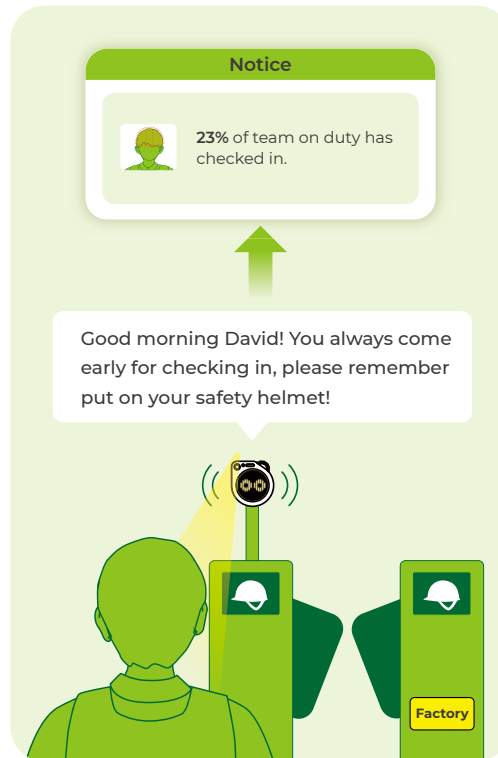 Notice
23% of team on duty has
checked in.
Good morning David! You always come
early for checking in, please remember
put on your safety helmet!
Factory